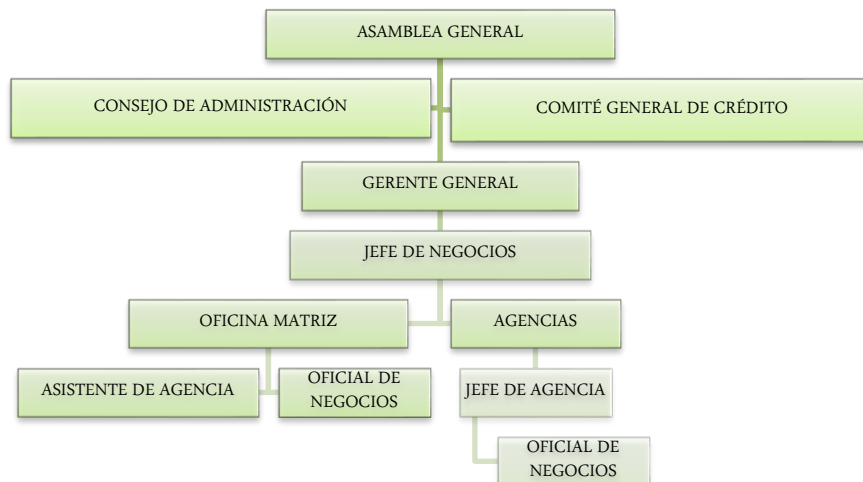 ASAMBLEA GENERAL
CONSEJO DE ADMINISTRACIÓN
COMITÉ GENERAL DE CRÉDITO
GERENTE GENERAL
JEFE DE NEGOCIOS
OFICINA MATRIZ
AGENCIAS
ASISTENTE DE AGENCIA
OFICIAL DE
NEGOCIOS
JEFE DE AGENCIA
OFICIAL DE
NEGOCIOS